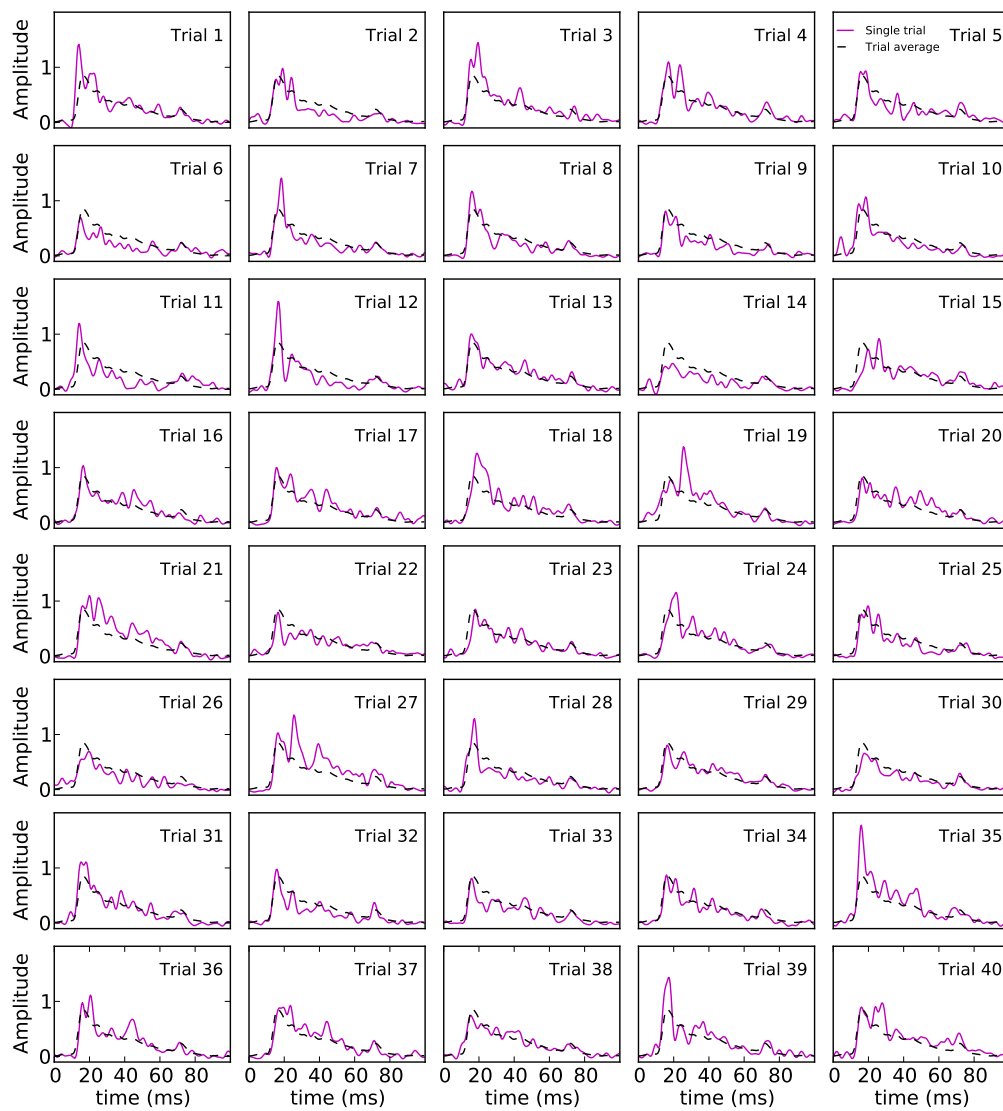 Amplitude
1
0
Trial 1
Trial 2
Trial 3
Trial 4
Single trial
Trial average
Trial 5
Amplitude
1
0
Trial 6
Trial 7
Trial 8
Trial 9
Trial 10
Amplitude
1
0
Trial 11
Trial 12
Trial 13
Trial 14
Trial 15
Amplitude
1
0
Trial 16
Trial 17
Trial 18
Trial 19
Trial 20
Amplitude
1
0
Trial 21
Trial 22
Trial 23
Trial 24
Trial 25
Amplitude
1
0
Trial 26
Trial 27
Trial 28
Trial 29
Trial 30
Amplitude
1
0
Trial 31
Trial 32
Trial 33
Trial 34
Trial 35
Amplitude
1
0
Trial 36
Trial 37
Trial 38
Trial 39
Trial 40
0 20 40 60 80
0 20 40 60 80
0 20 40 60 80
0 20 40 60 80
0 20 40 60 80 100
time (ms)
time (ms)
time (ms)
time (ms)
time (ms)